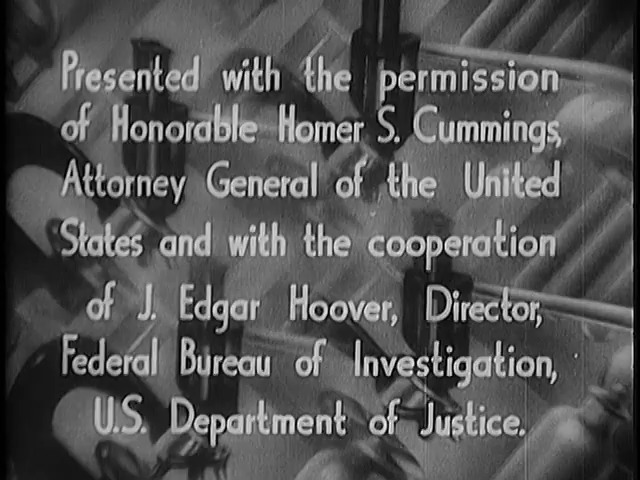 Presented with the permission
of Honorable Homer S. Cummings,
Attorney General of the United
States and with the cooperation
of J. Edgar Hoover, Director,
Federal Bureau of Investigation,
U.S. Department of Justice.